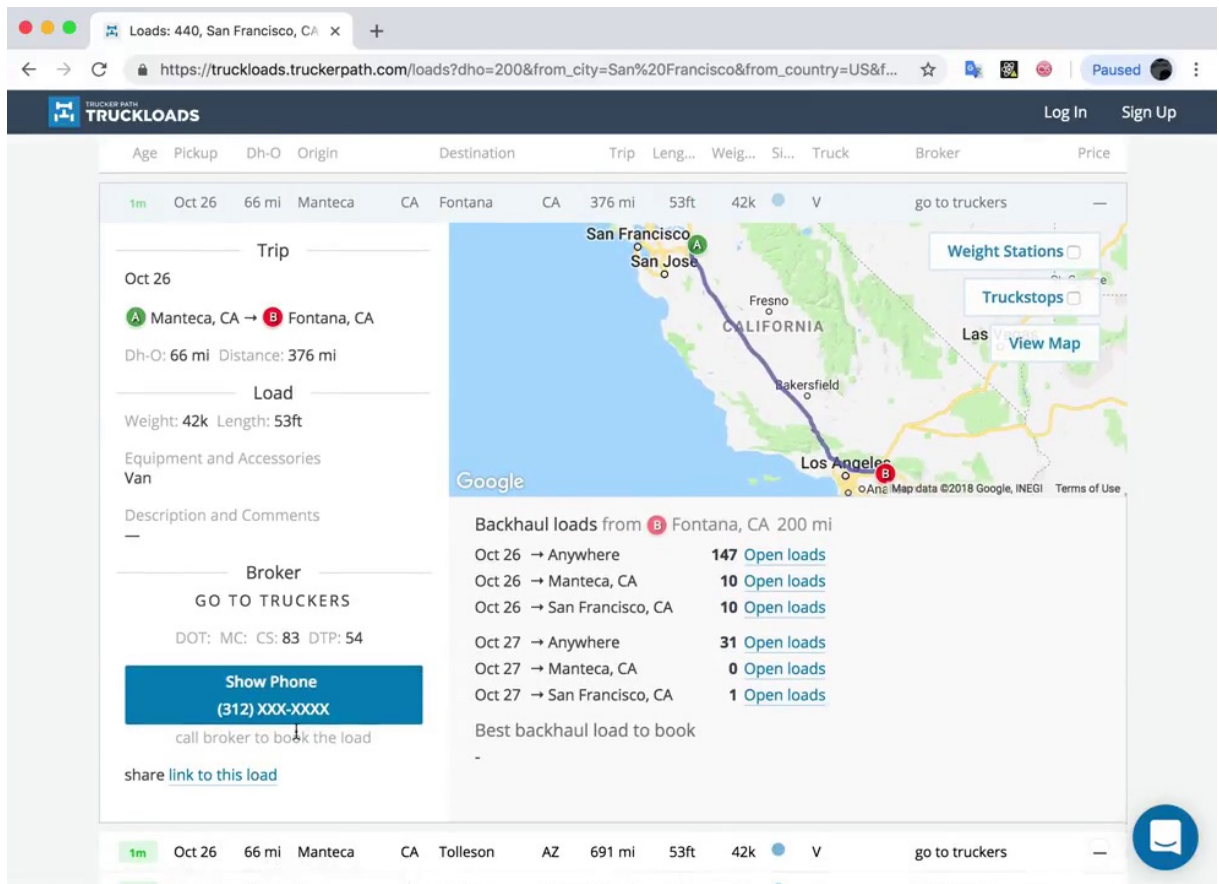 Loads: 440, San Francisco, CA
https://truckloads.truckerpath.com/loads?dho=200&from_city=San%20Francisco&from_country=US&f...
Paused
TRUCKER PATH
TRUCKLOADS
Log In Sign Up
Age Pickup Dh-O Origin Destination Trip Leng... Weig... Si... Truck Broker Price
1m Oct 26 66 mi Manteca CA Fontana CA 376 mi 53ft 42k V go to truckers —
Trip
Oct 26
A Manteca, CA → B Fontana, CA
Dh-O: 66 mi Distance: 376 mi
Load
Weight: 42k Length: 53ft
Equipment and Accessories
Van
Description and Comments
—
Broker
GO TO TRUCKERS
DOT: MC: CS: 83 DTP: 54
Show Phone
(312) XXX-XXXX
call broker to book the load
share link to this load
San Francisco
A
San Jose
Fresno
CALIFORNIA
Las
Bakersfield
Los Angeles
B
Ana
Google
Map data ©2018 Google, INEGI Terms of Use
Weight Stations
Truckstops
View Map
Backhaul loads from B Fontana, CA 200 mi
Oct 26 → Anywhere 147 Open loads
Oct 26 → Manteca, CA 10 Open loads
Oct 26 → San Francisco, CA 10 Open loads
Oct 27 → Anywhere 31 Open loads
Oct 27 → Manteca, CA 0 Open loads
Oct 27 → San Francisco, CA 1 Open loads
Best backhaul load to book
-
1m Oct 26 66 mi Manteca CA Tolleson AZ 691 mi 53ft 42k V go to truckers —